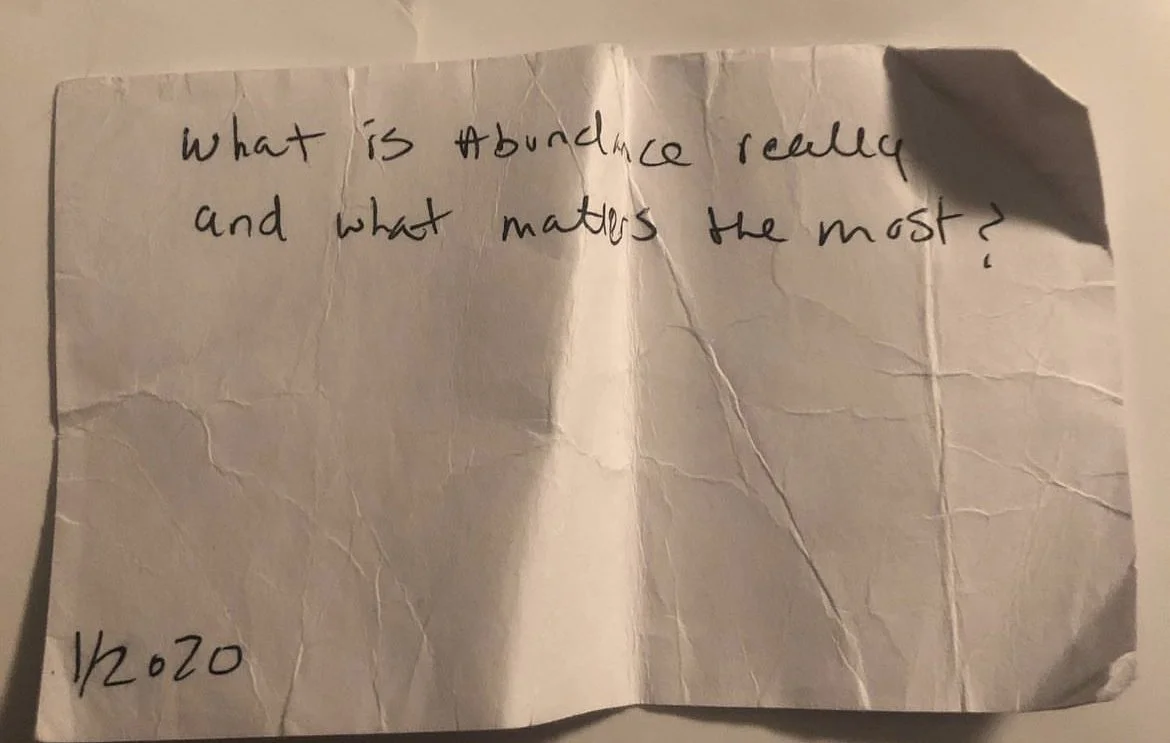 What is Abundance really
and what matters the most?
1/2020